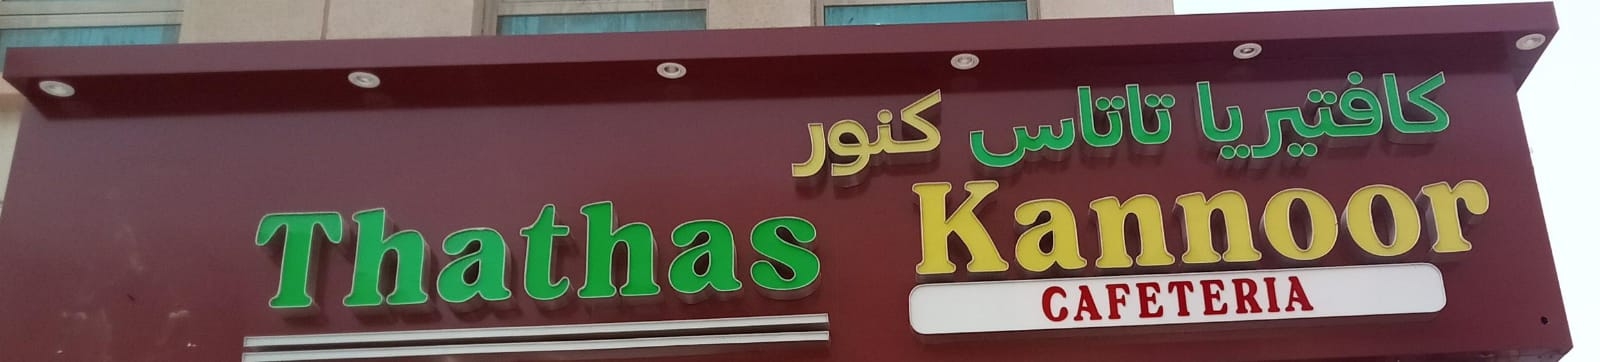 كافتيريا تاتاس كنور
Thathas Kannoor
CAFETERIA